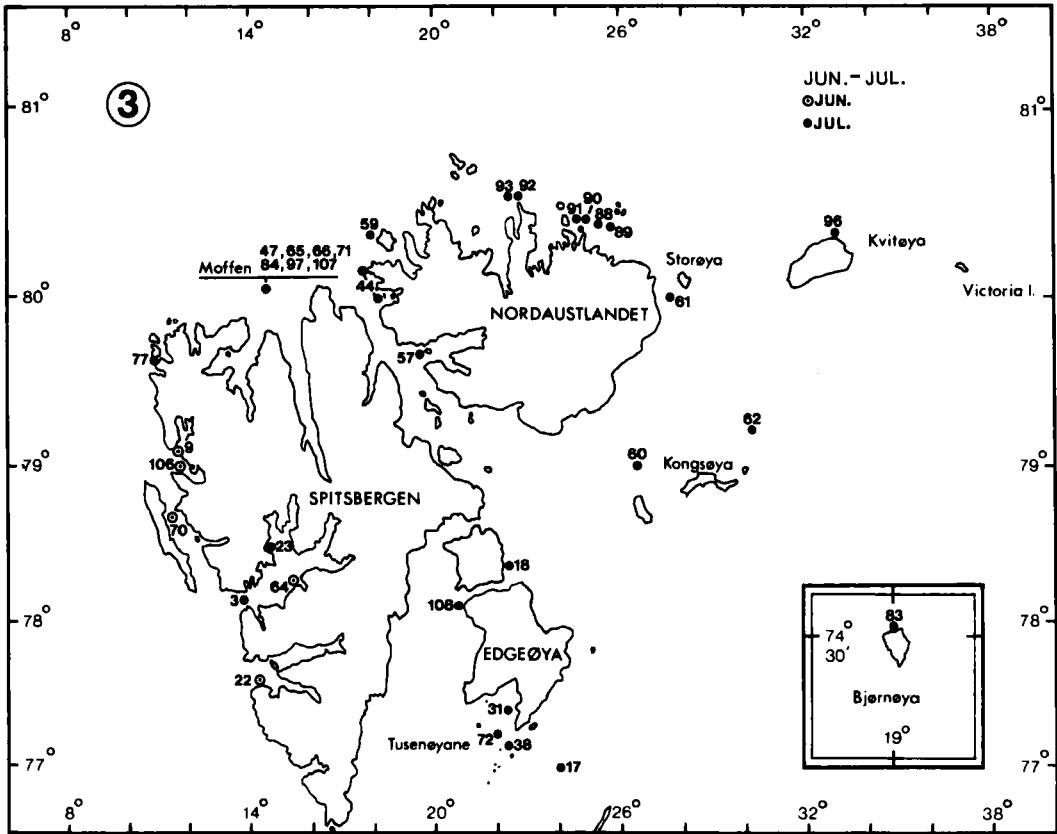 8° 14° 20° 26° 32° 38°
3
JUN.-JUL.
JUN.
JUL.
81° 81°
93 92
90
91 88
89
59
96
Kvitøya
47, 65, 66, 71
Moffen 84, 97, 107
Storøya
Victoria I.
44
80° 80°
61
NORDAUSTLANDET
77
57
62
9
60
106
79° Kongsøya 79°
SPITSBERGEN
70
23
18
64
3
108
78° 78°
83
74°
30′
EDGEØYA
22
Bjørnøya
31
72
Tusenøyane 38
19°
77° 17 77°
8° 14° 20° 26° 32° 38°